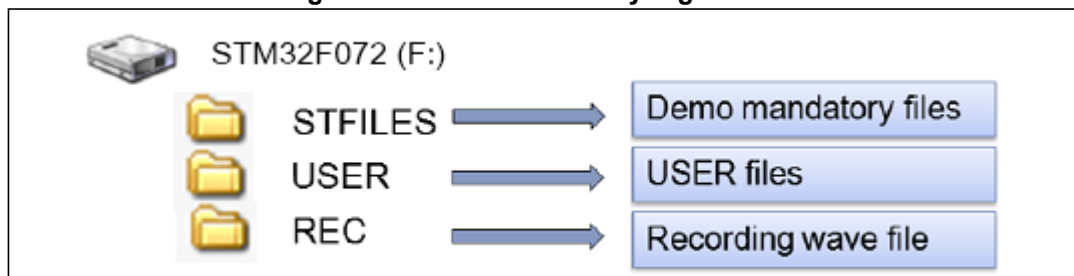 STM32F072 (F:)
STFILES
Demo mandatory files
USER
USER files
REC
Recording wave file